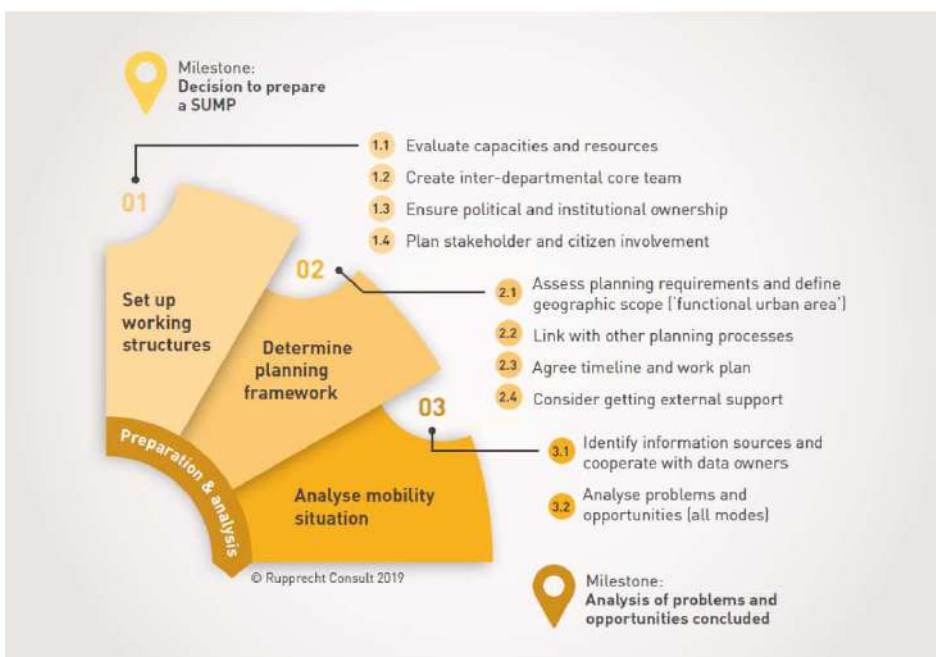 Milestone:
Decision to prepare
a SUMP
01
1.1 Evaluate capacities and resources
1.2 Create inter-departmental core team
1.3 Ensure political and institutional ownership
1.4 Plan stakeholder and citizen involvement
Set up
working
structures
02
2.1 Assess planning requirements and define
geographic scope (‘functional urban area’)
2.2 Link with other planning processes
2.3 Agree timeline and work plan
2.4 Consider getting external support
Determine
planning
framework
03
3.1 Identify information sources and
cooperate with data owners
3.2 Analyse problems and
opportunities (all modes)
Analyse mobility
situation
Preparation & analysis
© Rupprecht Consult 2019
Milestone:
Analysis of problems and
opportunities concluded